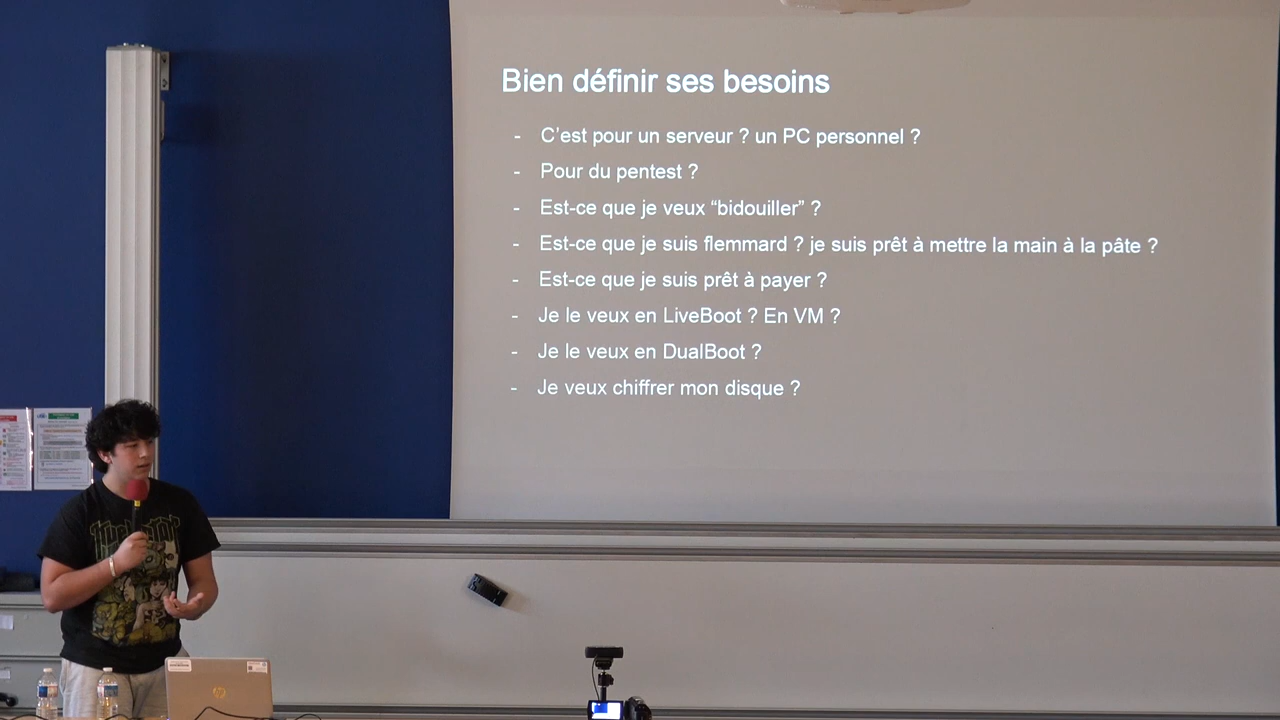 Bien définir ses besoins
- C'est pour un serveur ? un PC personnel ?
- Pour du pentest ?
- Est-ce que je veux “bidouiller” ?
- Est-ce que je suis flemmard ? je suis prêt à mettre la main à la pâte ?
- Est-ce que je suis prêt à payer ?
- Je le veux en LiveBoot ? En VM ?
- Je le veux en DualBoot ?
- Je veux chiffrer mon disque ?
hp